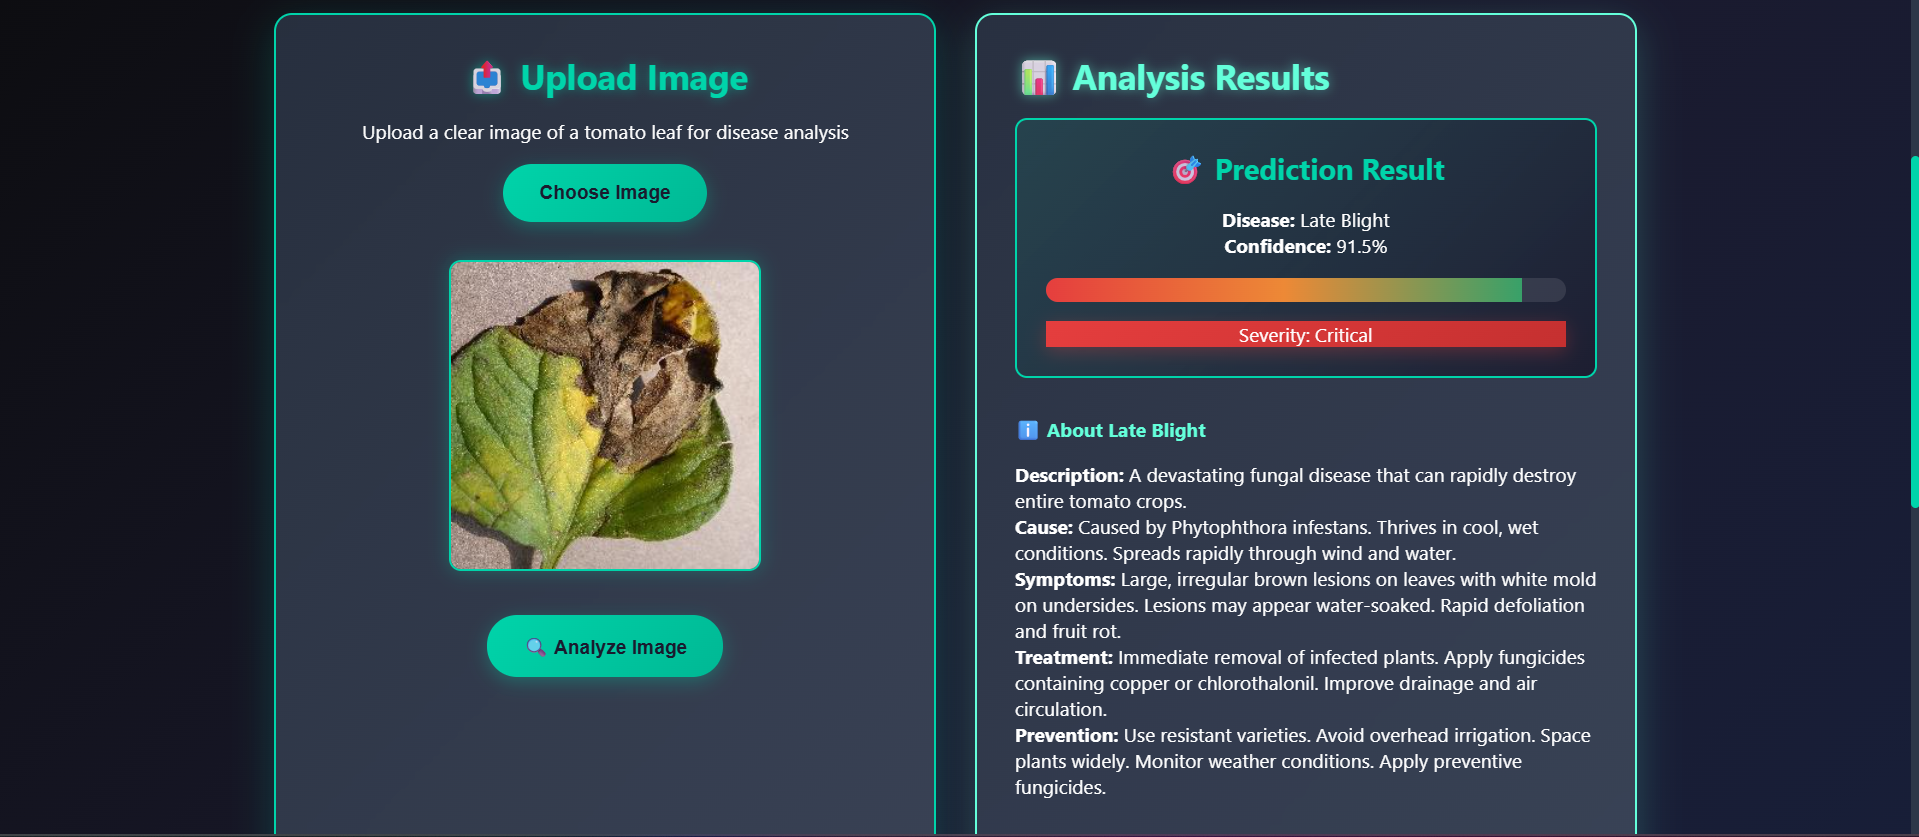 Upload Image
Upload a clear image of a tomato leaf for disease analysis
Choose Image
Analyze Image
Analysis Results
Prediction Result
Disease: Late Blight
Confidence: 91.5%
Severity: Critical
About Late Blight
Description: A devastating fungal disease that can rapidly destroy
entire tomato crops.
Cause: Caused by Phytophthora infestans. Thrives in cool, wet
conditions. Spreads rapidly through wind and water.
Symptoms: Large, irregular brown lesions on leaves with white mold
on undersides. Lesions may appear water-soaked. Rapid defoliation
and fruit rot.
Treatment: Immediate removal of infected plants. Apply fungicides
containing copper or chlorothalonil. Improve drainage and air
circulation.
Prevention: Use resistant varieties. Avoid overhead irrigation. Space
plants widely. Monitor weather conditions. Apply preventive
fungicides.